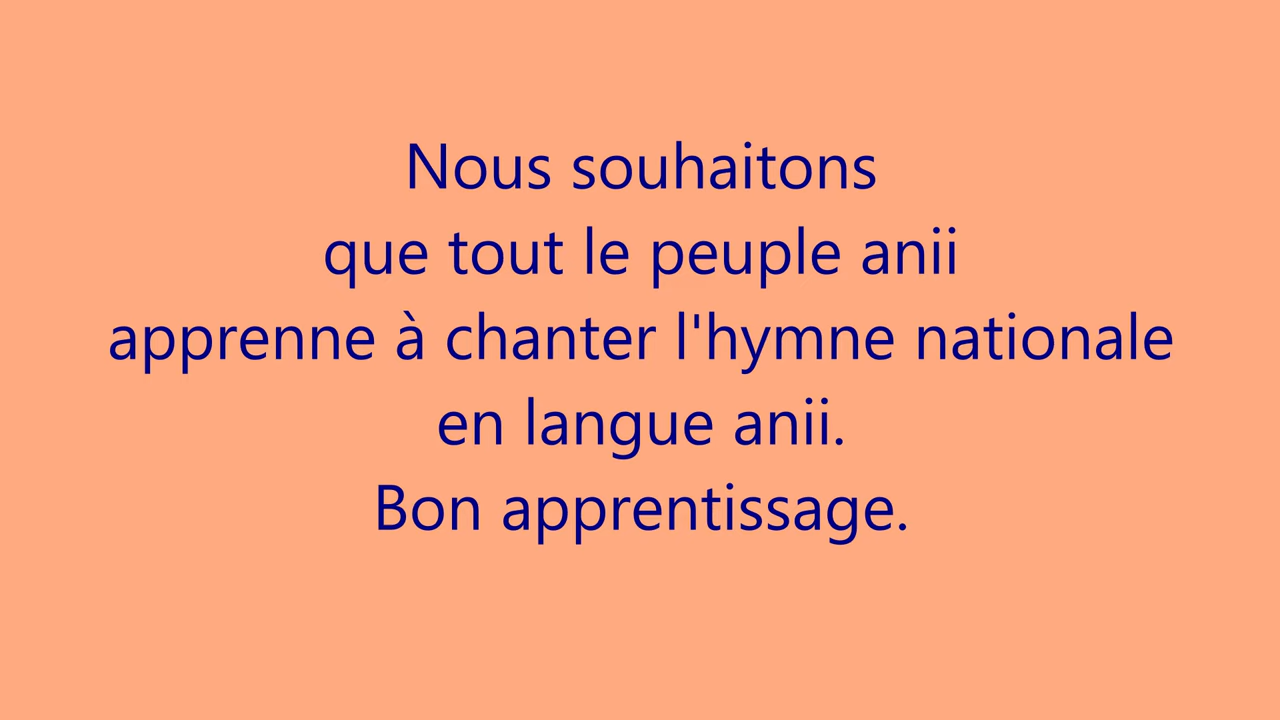 Nous souhaitons
que tout le peuple anii
apprenne à chanter l'hymne nationale
en langue anii.
Bon apprentissage.